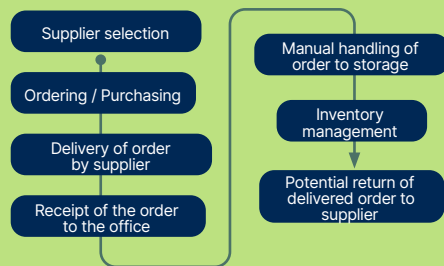 Supplier selection
Ordering / Purchasing
Delivery of order
by supplier
Receipt of the order
to the office
Manual handling of
order to storage
Inventory
management
Potential return of
delivered order to
supplier